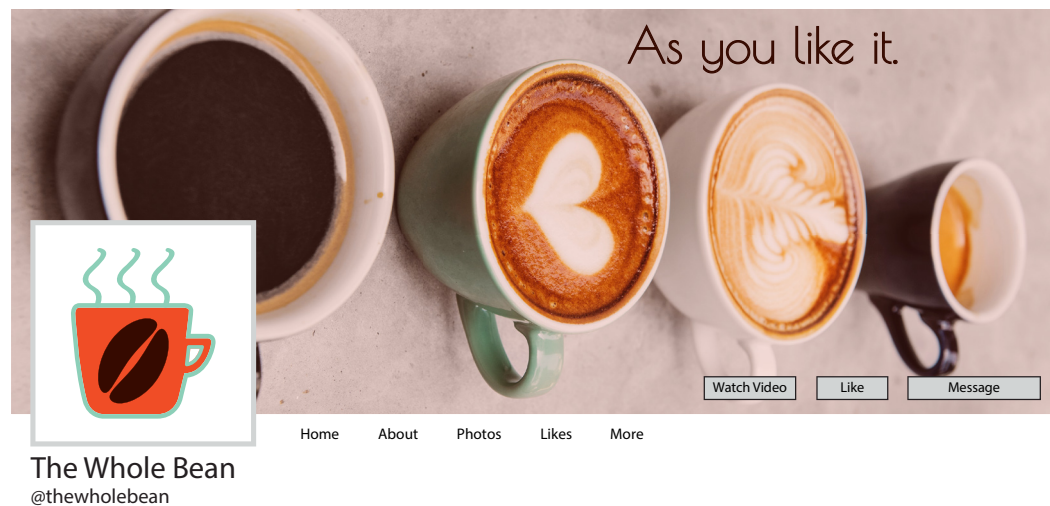 As you like it.
Watch Video Like Message
Home About Photos Likes More
The Whole Bean
@thewholebean